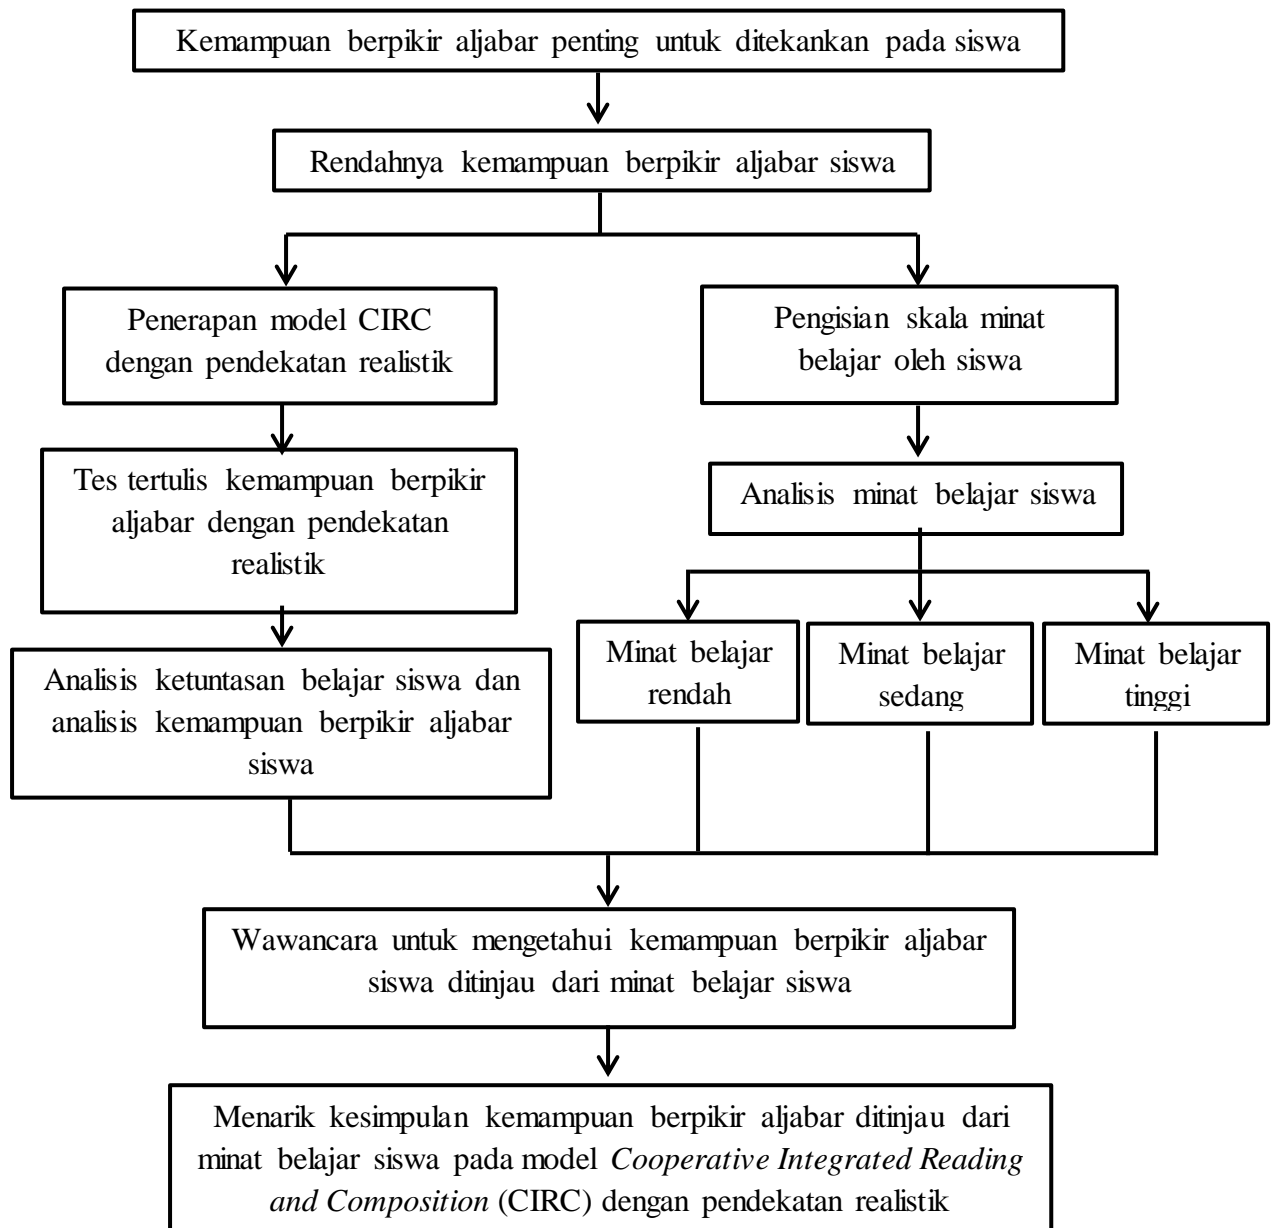 Kemampuan berpikir aljabar penting untuk ditekankan pada siswa
Rendahnya kemampuan berpikir aljabar siswa
Penerapan model CIRC
dengan pendekatan realistik
Pengisian skala minat
belajar oleh siswa
Tes tertulis kemampuan berpikir
aljabar dengan pendekatan
realistik
Analisis minat belajar siswa
Analisis ketuntasan belajar siswa dan
analisis kemampuan berpikir aljabar
siswa
Minat belajar
rendah
Minat belajar
sedang
Minat belajar
tinggi
Wawancara untuk mengetahui kemampuan berpikir aljabar
siswa ditinjau dari minat belajar siswa
Menarik kesimpulan kemampuan berpikir aljabar ditinjau dari
minat belajar siswa pada model Cooperative Integrated Reading
and Composition (CIRC) dengan pendekatan realistik